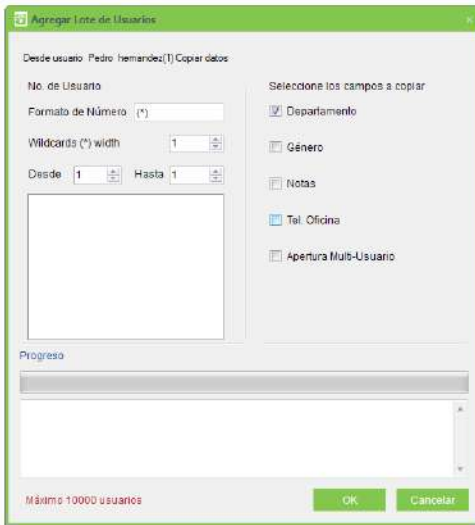 Agregar Lote de Usuarios
Desde usuario Pedro hernandez(1) Copiar datos
No. de Usuario
Formato de Número (*)
Wildcards (*) width 1
Desde 1 Hasta 1
Seleccione los campos a copiar
Departamento
Género
Notas
Tel. Oficina
Apertura Multi-Usuario
Progreso
Máximo 10000 usuarios
OK Cancelar